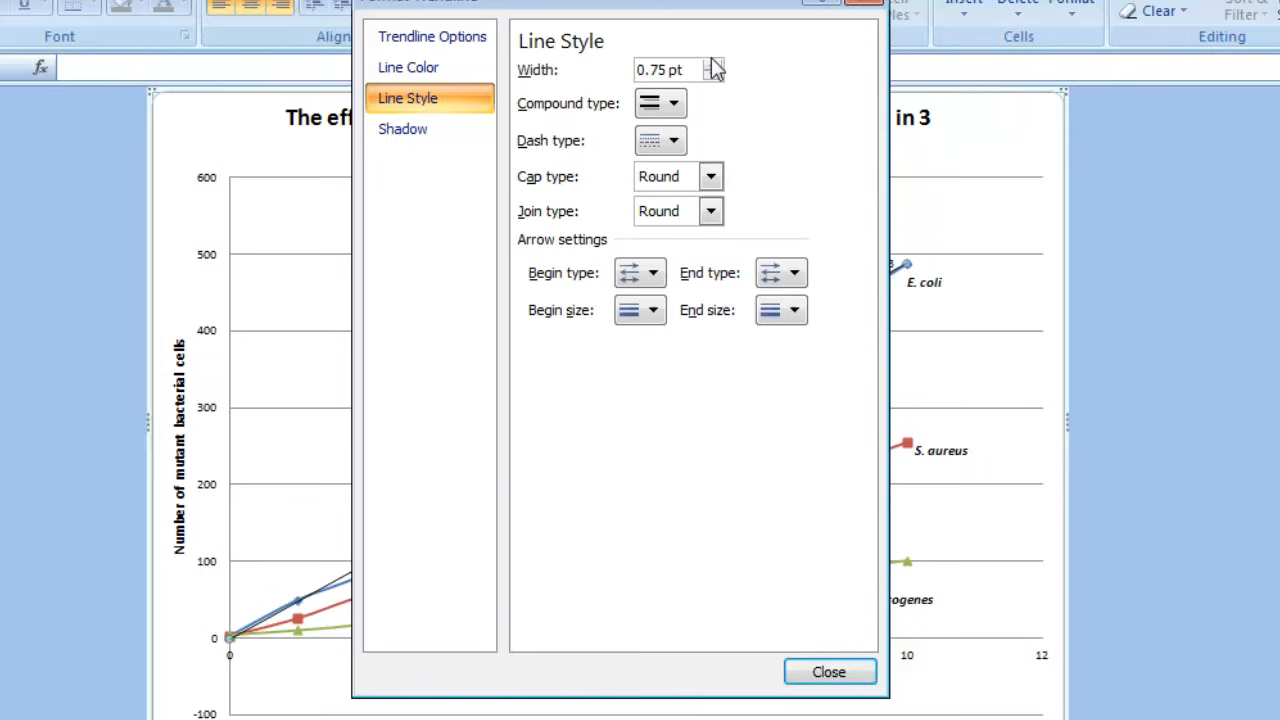 Font
Align
Insert Delete Format
Clear
Filter
Cells
Editing
fx
Trendline Options
Line Color
Line Style
Shadow
Line Style
Width: 0.75 pt
Compound type:
Dash type:
Cap type: Round
Join type: Round
Arrow settings
Begin type: End type:
Begin size: End size:
Close
The ef
in 3
Number of mutant bacterial cells
600
500
400
300
200
100
0
-100
0
10
12
E. coli
S. aureus
ogenes